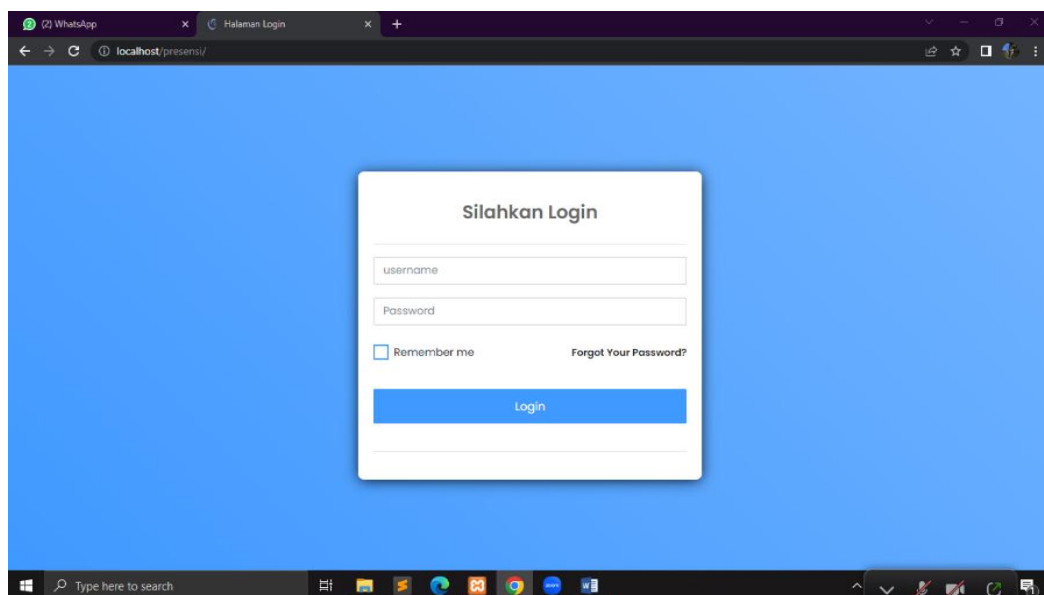 (2) WhatsApp
Halaman Login
localhost/presensi/
Silahkan Login
username
Password
Remember me
Forgot Your Password?
Login
Type here to search